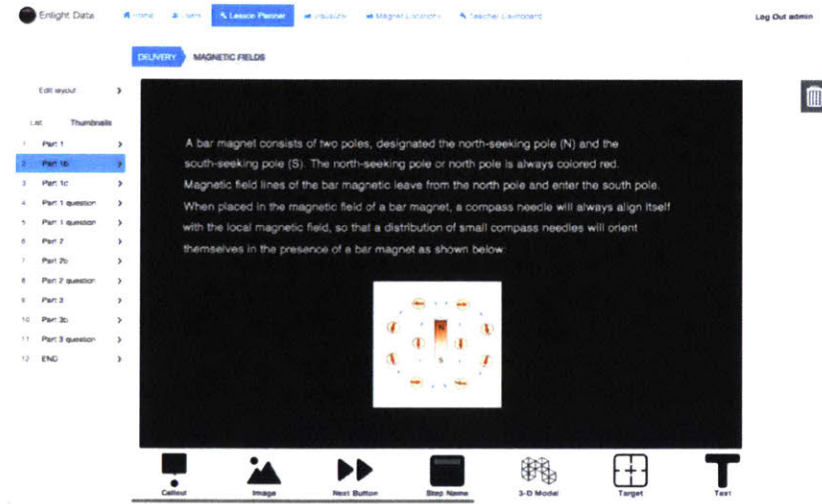 Enlight Data
Home
Users
Lesson Planner
Visualize
Magnet Locations
Teacher Dashboard
Log Out admin
DELIVERY
MAGNETIC FIELDS
Edit layout
List
Thumbnails
1 Part 1
2 Part 1b
3 Part 1c
4 Part 1 question
5 Part 1 question
6 Part 2
7 Part 2b
8 Part 2 question
9 Part 3
10 Part 3b
11 Part 3 question
12 END
A bar magnet consists of two poles, designated the north-seeking pole (N) and the
south-seeking pole (S). The north-seeking pole or north pole is always colored red.
Magnetic field lines of the bar magnetic leave from the north pole and enter the south pole.
When placed in the magnetic field of a bar magnet, a compass needle will always align itself
with the local magnetic field, so that a distribution of small compass needles will orient
themselves in the presence of a bar magnet as shown below:
N
S
Callout
Image
Next Button
Step Name
3-D Model
Target
Text